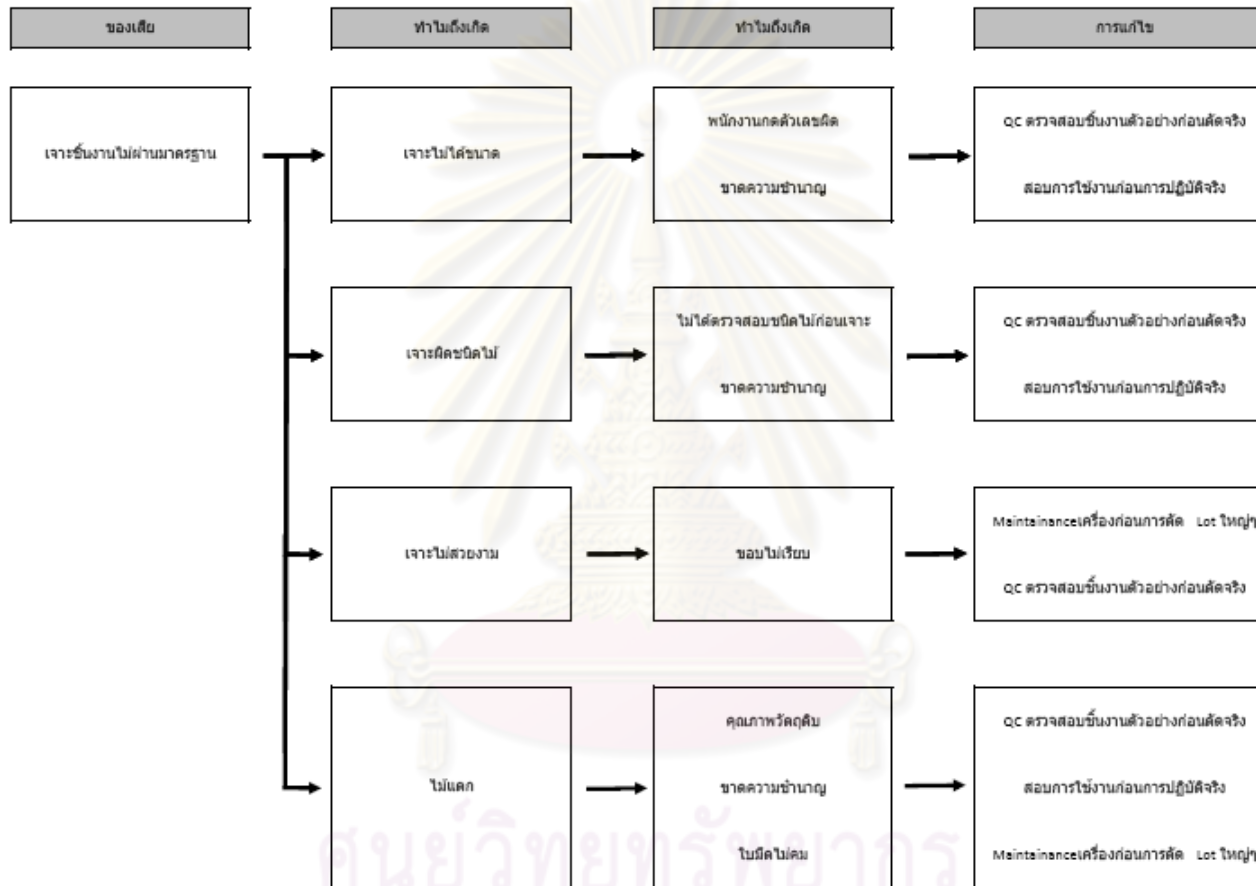 ของเสีย
ทำไมถึงเกิด
ทำไมถึงเกิด
การแก้ไข
เจาะชิ้นงานไม่ผ่านมาตรฐาน
เจาะไม่ได้ขนาด
พนักงานกดตัวเลขผิด
ขาดความชำนาญ
QC ตรวจสอบชิ้นงานตัวอย่างก่อนตัดจริง
สอบการใช้งานก่อนการปฏิบัติจริง
เจาะผิดชนิดไม้
ไม่ได้ตรวจสอบชนิดไม้ก่อนเจาะ
ขาดความชำนาญ
QC ตรวจสอบชิ้นงานตัวอย่างก่อนตัดจริง
สอบการใช้งานก่อนการปฏิบัติจริง
เจาะไม่สวยงาม
ขอบไม่เรียบ
Maintainanceเครื่องก่อนการตัด Lot ใหญ่ๆ
QC ตรวจสอบชิ้นงานตัวอย่างก่อนตัดจริง
ไม้แตก
คุณภาพวัตถุดิบ
ขาดความชำนาญ
ใบมีดไม่คม
QC ตรวจสอบชิ้นงานตัวอย่างก่อนตัดจริง
สอบการใช้งานก่อนการปฏิบัติจริง
Maintainanceเครื่องก่อนการตัด Lot ใหญ่ๆ
ศูนย์วิทยทรัพยากร